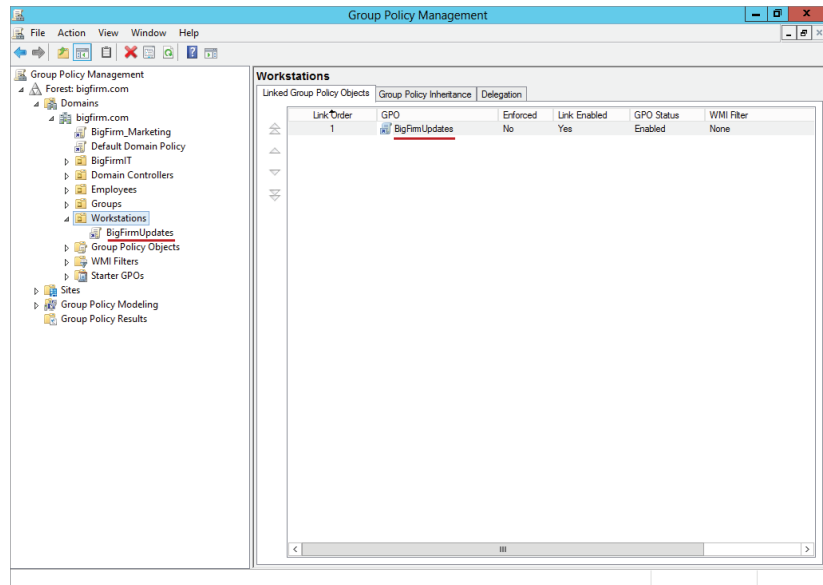 Group Policy Management
File Action View Window Help
Group Policy Management
Forest: bigfirm.com
Domains
bigfirm.com
BigFirm_Marketing
Default Domain Policy
BigFirmIT
Domain Controllers
Employees
Groups
Workstations
BigFirmUpdates
Group Policy Objects
WMI Filters
Starter GPOs
Sites
Group Policy Modeling
Group Policy Results
Workstations
Linked Group Policy Objects Group Policy Inheritance Delegation
Link Order GPO Enforced Link Enabled GPO Status WMI Filter
1 BigFirmUpdates No Yes Enabled None